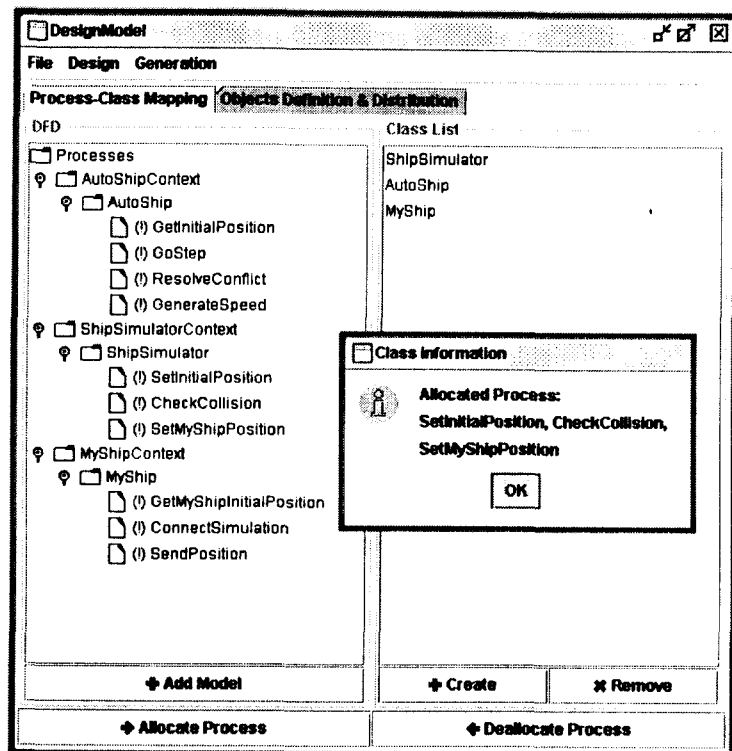 DesignModel
File Design Generation
Process-Class Mapping Objects Definition & Distribution
DFD
Processes
AutoShipContext
AutoShip
(!) GetInitialPosition
(!) GoStep
(!) ResolveConflict
(!) GenerateSpeed
ShipSimulatorContext
ShipSimulator
(!) SetInitialPosition
(!) CheckCollision
(!) SetMyShipPosition
MyShipContext
MyShip
(!) GetMyShipInitialPosition
(!) ConnectSimulation
(!) SendPosition
Add Model
Class List
ShipSimulator
AutoShip
MyShip
Class information
Allocated Process:
SetInitialPosition, CheckCollision,
SetMyShipPosition
OK
Create Remove
Allocate Process Deallocate Process